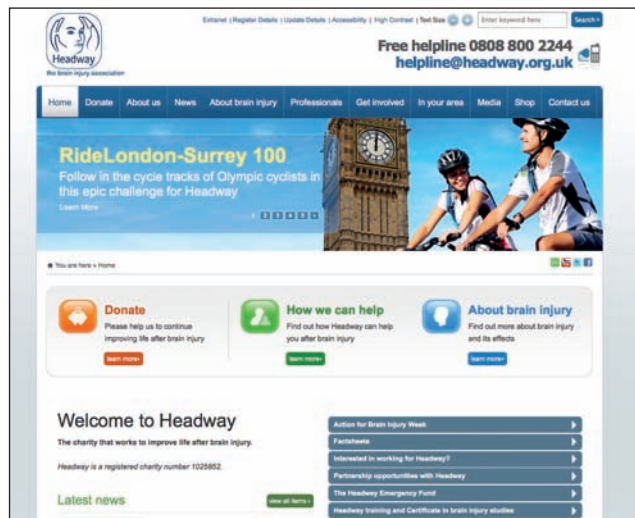 Extranet | Register Details | Update Details | Accessibility | High Contrast | Text Size
Enter keyword here
Search
Headway
the brain injury association
Free helpline 0808 800 2244
helpline@headway.org.uk
Home Donate About us News About brain injury Professionals Get involved In your area Media Shop Contact us
RideLondon-Surrey 100
Follow in the cycle tracks of Olympic cyclists in
this epic challenge for Headway
Learn More
You are here » Home
Donate
Please help us to continue
improving life after brain injury
learn more
How we can help
Find out how Headway can help
you after brain injury
learn more
About brain injury
Find out more about brain injury
and its effects
learn more
Welcome to Headway
The charity that works to improve life after brain injury.
Headway is a registered charity number 1025852.
Latest news
view all items
Action for Brain Injury Week
Factsheets
Interested in working for Headway?
Partnership opportunities with Headway
The Headway Emergency Fund
Headway training and Certificate in brain injury studies